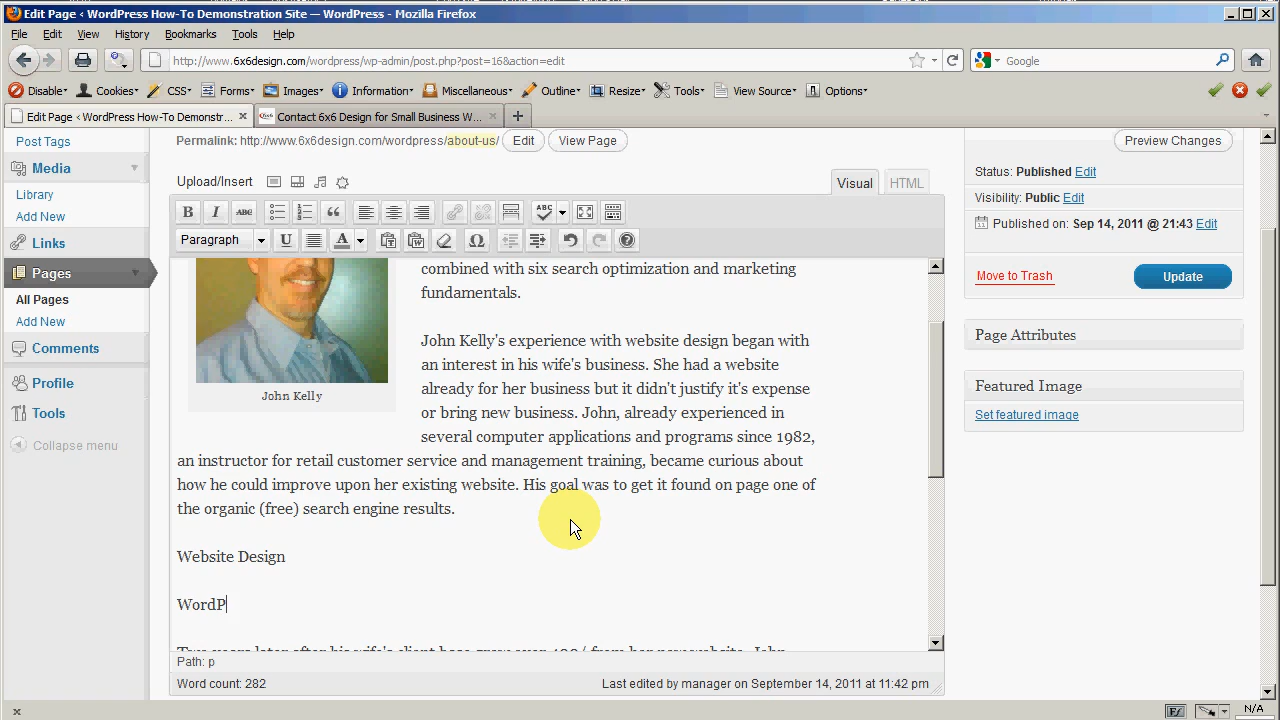 Edit Page < WordPress How-To Demonstration Site — WordPress - Mozilla Firefox
File Edit View History Bookmarks Tools Help
http://www.6x6design.com/wordpress/wp-admin/post.php?post=16&action=edit
Google
Disable Cookies CSS Forms Images Information Miscellaneous Outline Resize Tools View Source Options
Edit Page < WordPress How-To Demonstr...
Contact 6x6 Design for Small Business W...
Post Tags
Media
Library
Add New
Links
Pages
All Pages
Add New
Comments
Profile
Tools
Collapse menu
Permalink: http://www.6x6design.com/wordpress/about-us/ Edit View Page
Upload/Insert
Visual HTML
B I ABC ABC
Paragraph U A Ω
combined with six search optimization and marketing
fundamentals.
John Kelly's experience with website design began with
an interest in his wife's business. She had a website
already for her business but it didn't justify it's expense
or bring new business. John, already experienced in
several computer applications and programs since 1982,
an instructor for retail customer service and management training, became curious about
how he could improve upon her existing website. His goal was to get it found on page one of
the organic (free) search engine results.
John Kelly
Website Design
WordP
Path: p
Word count: 282
Last edited by manager on September 14, 2011 at 11:42 pm
Preview Changes
Status: Published Edit
Visibility: Public Edit
Published on: Sep 14, 2011 @ 21:43 Edit
Move to Trash
Update
Page Attributes
Featured Image
Set featured image
N/A